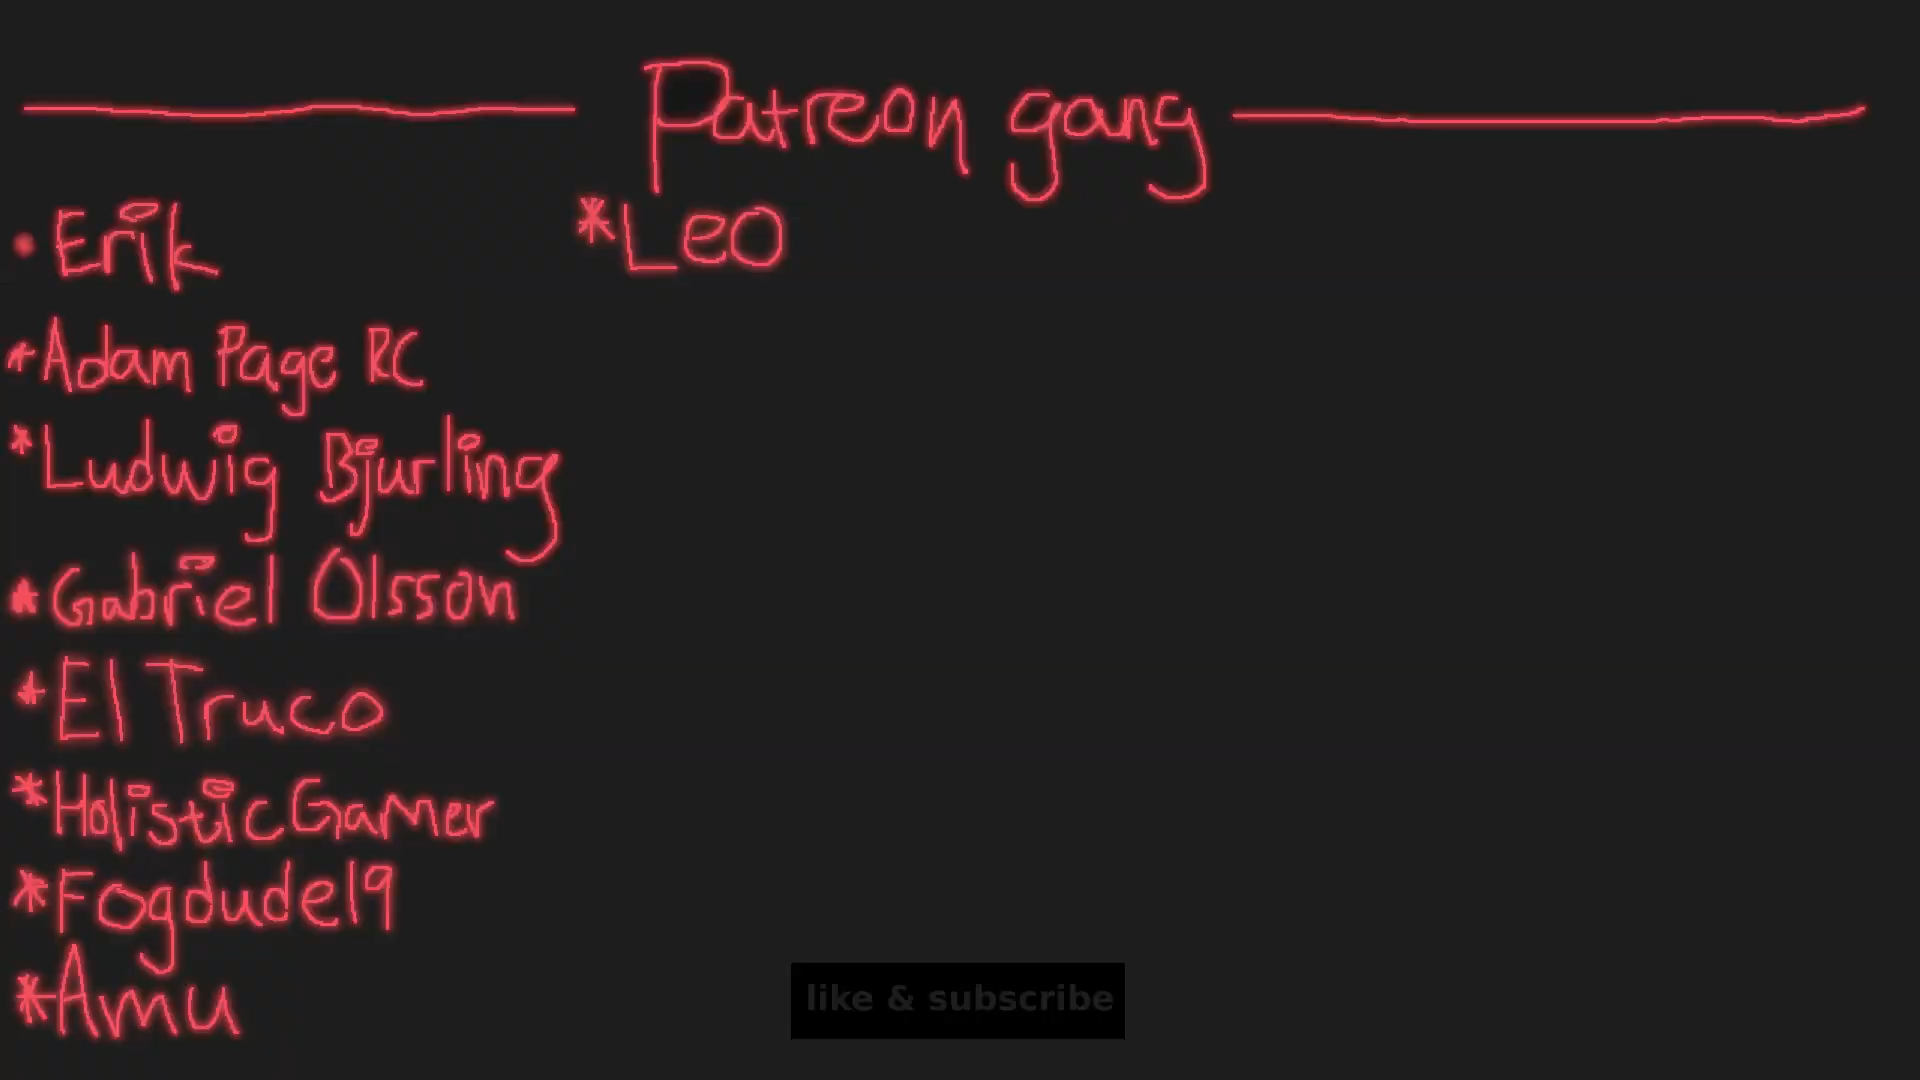 Patreon gang
• Erik
*Adam Page RC
*Ludwig Bjurling
*Gabriel Olsson
*El Truco
*HolisticGamer
*Fogdude19
*Amu
*Leo
like & subscribe